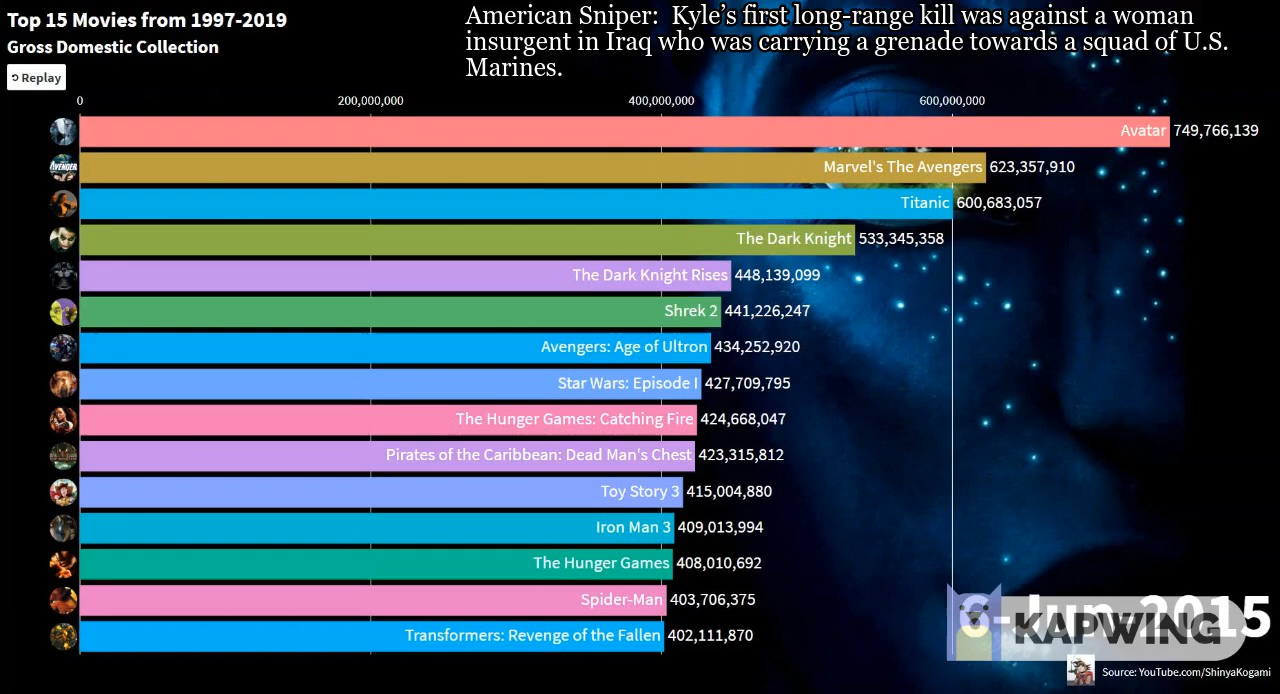 Top 15 Movies from 1997-2019
Gross Domestic Collection
Replay
American Sniper: Kyle’s first long-range kill was against a woman
insurgent in Iraq who was carrying a grenade towards a squad of U.S.
Marines.
0 200,000,000 400,000,000 600,000,000
Avatar 749,766,139
Marvel's The Avengers 623,357,910
Titanic 600,683,057
The Dark Knight 533,345,358
The Dark Knight Rises 448,139,099
Shrek 2 441,226,247
Avengers: Age of Ultron 434,252,920
Star Wars: Episode I 427,709,795
The Hunger Games: Catching Fire 424,668,047
Pirates of the Caribbean: Dead Man's Chest 423,315,812
Toy Story 3 415,004,880
Iron Man 3 409,013,994
The Hunger Games 408,010,692
Spider-Man 403,706,375
Transformers: Revenge of the Fallen 402,111,870
6-Jun-2015
KAPWING
Source: YouTube.com/ShinyaKogami